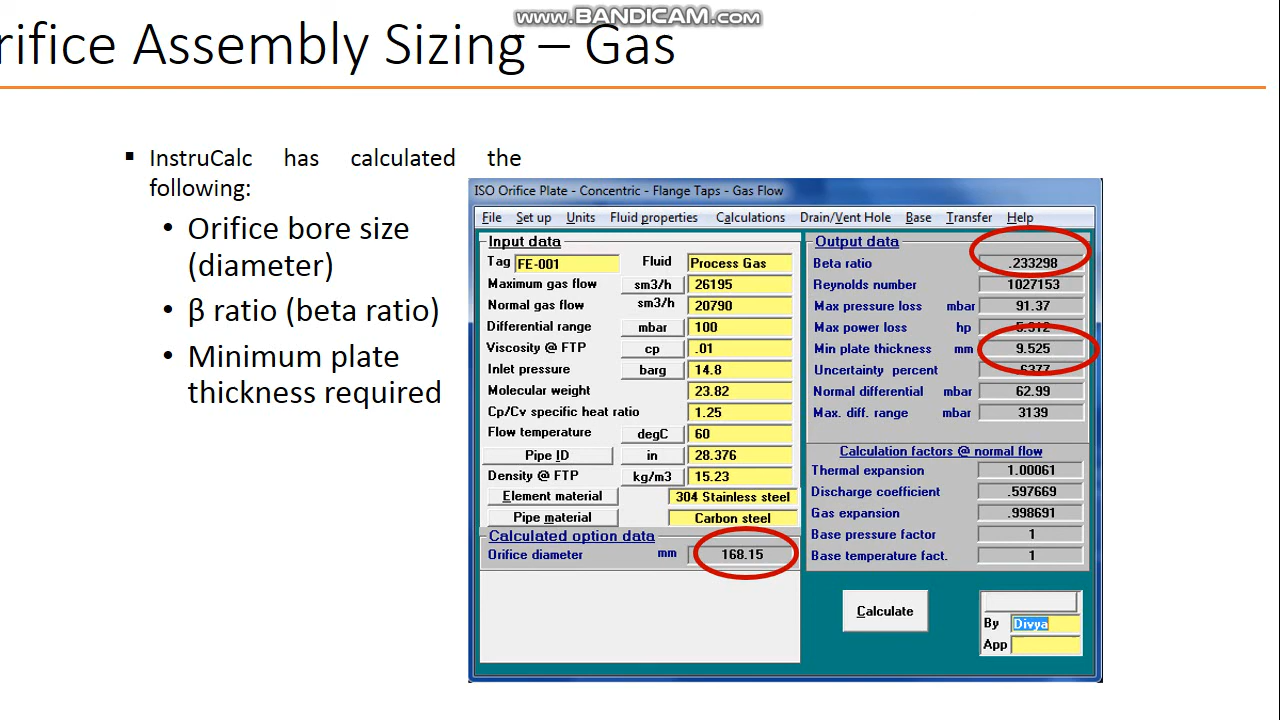 www.BANDICAM.com
rifice Assembly Sizing – Gas
▪ InstruCalc has calculated the
following:
• Orifice bore size
(diameter)
• β ratio (beta ratio)
• Minimum plate
thickness required
ISO Orifice Plate - Concentric - Flange Taps - Gas Flow
File Set up Units Fluid properties Calculations Drain/Vent Hole Base Transfer Help
Input data
Tag FE-001 Fluid Process Gas
Maximum gas flow sm3/h 26195
Normal gas flow sm3/h 20790
Differential range mbar 100
Viscosity @ FTP cp .01
Inlet pressure barg 14.8
Molecular weight 23.82
Cp/Cv specific heat ratio 1.25
Flow temperature degC 60
Pipe ID in 28.376
Density @ FTP kg/m3 15.23
Element material 304 Stainless steel
Pipe material Carbon steel
Calculated option data
Orifice diameter mm 168.15
Output data
Beta ratio .233298
Reynolds number 1027153
Max pressure loss mbar 91.37
Max power loss hp 5.312
Min plate thickness mm 9.525
Uncertainty percent .6377
Normal differential mbar 62.99
Max. diff. range mbar 3139
Calculation factors @ normal flow
Thermal expansion 1.00061
Discharge coefficient .597669
Gas expansion .998691
Base pressure factor 1
Base temperature fact. 1
Calculate
By Divya
App